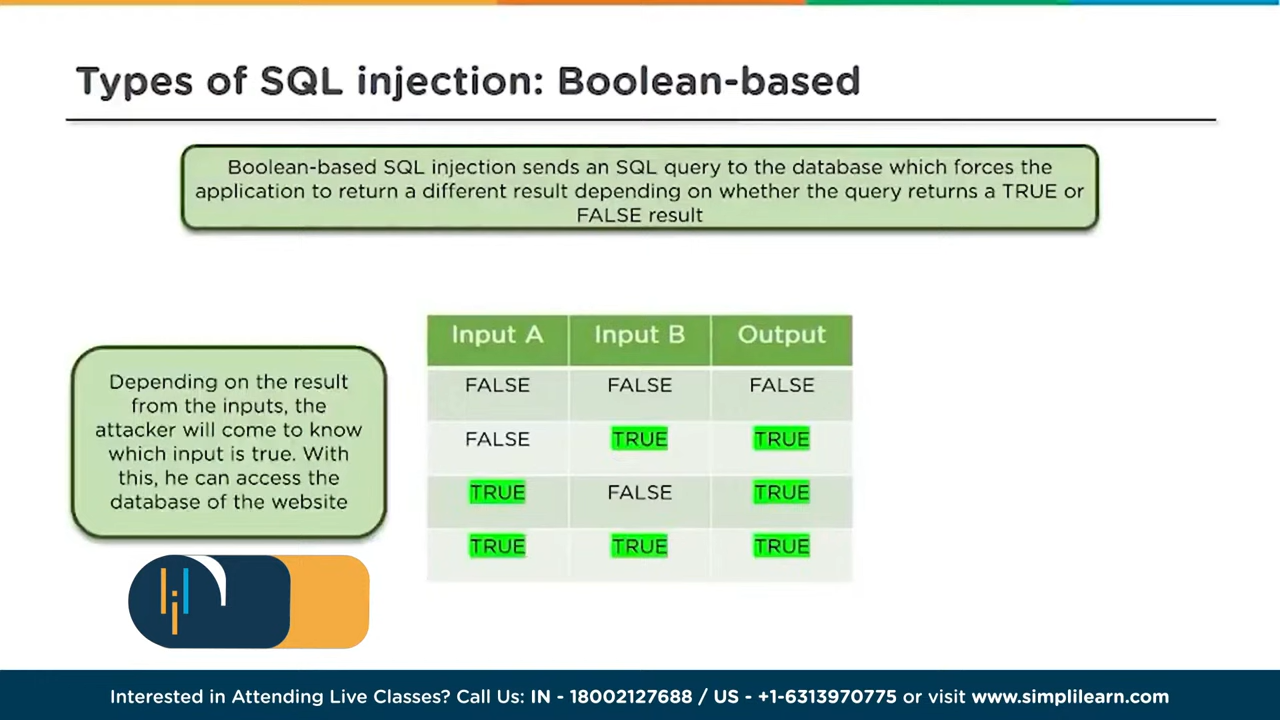 Types of SQL injection: Boolean-based
Boolean-based SQL injection sends an SQL query to the database which forces the
application to return a different result depending on whether the query returns a TRUE or
FALSE result
Depending on the result
from the inputs, the
attacker will come to know
which input is true. With
this, he can access the
database of the website
Input A Input B Output
FALSE FALSE FALSE
FALSE TRUE TRUE
TRUE FALSE TRUE
TRUE TRUE TRUE
Interested in Attending Live Classes? Call Us: IN - 18002127688 / US - +1-6313970775 or visit www.simplilearn.com